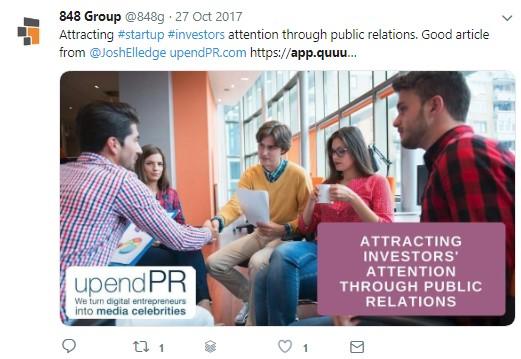 848 Group @848g · 27 Oct 2017
Attracting #startup #investors attention through public relations. Good article
from @JoshElledge upendPR.com https://app.quuu...
ATTRACTING
INVESTORS'
ATTENTION
THROUGH PUBLIC
RELATIONS
upendPR
We turn digital entrepreneurs
into media celebrities
1
1